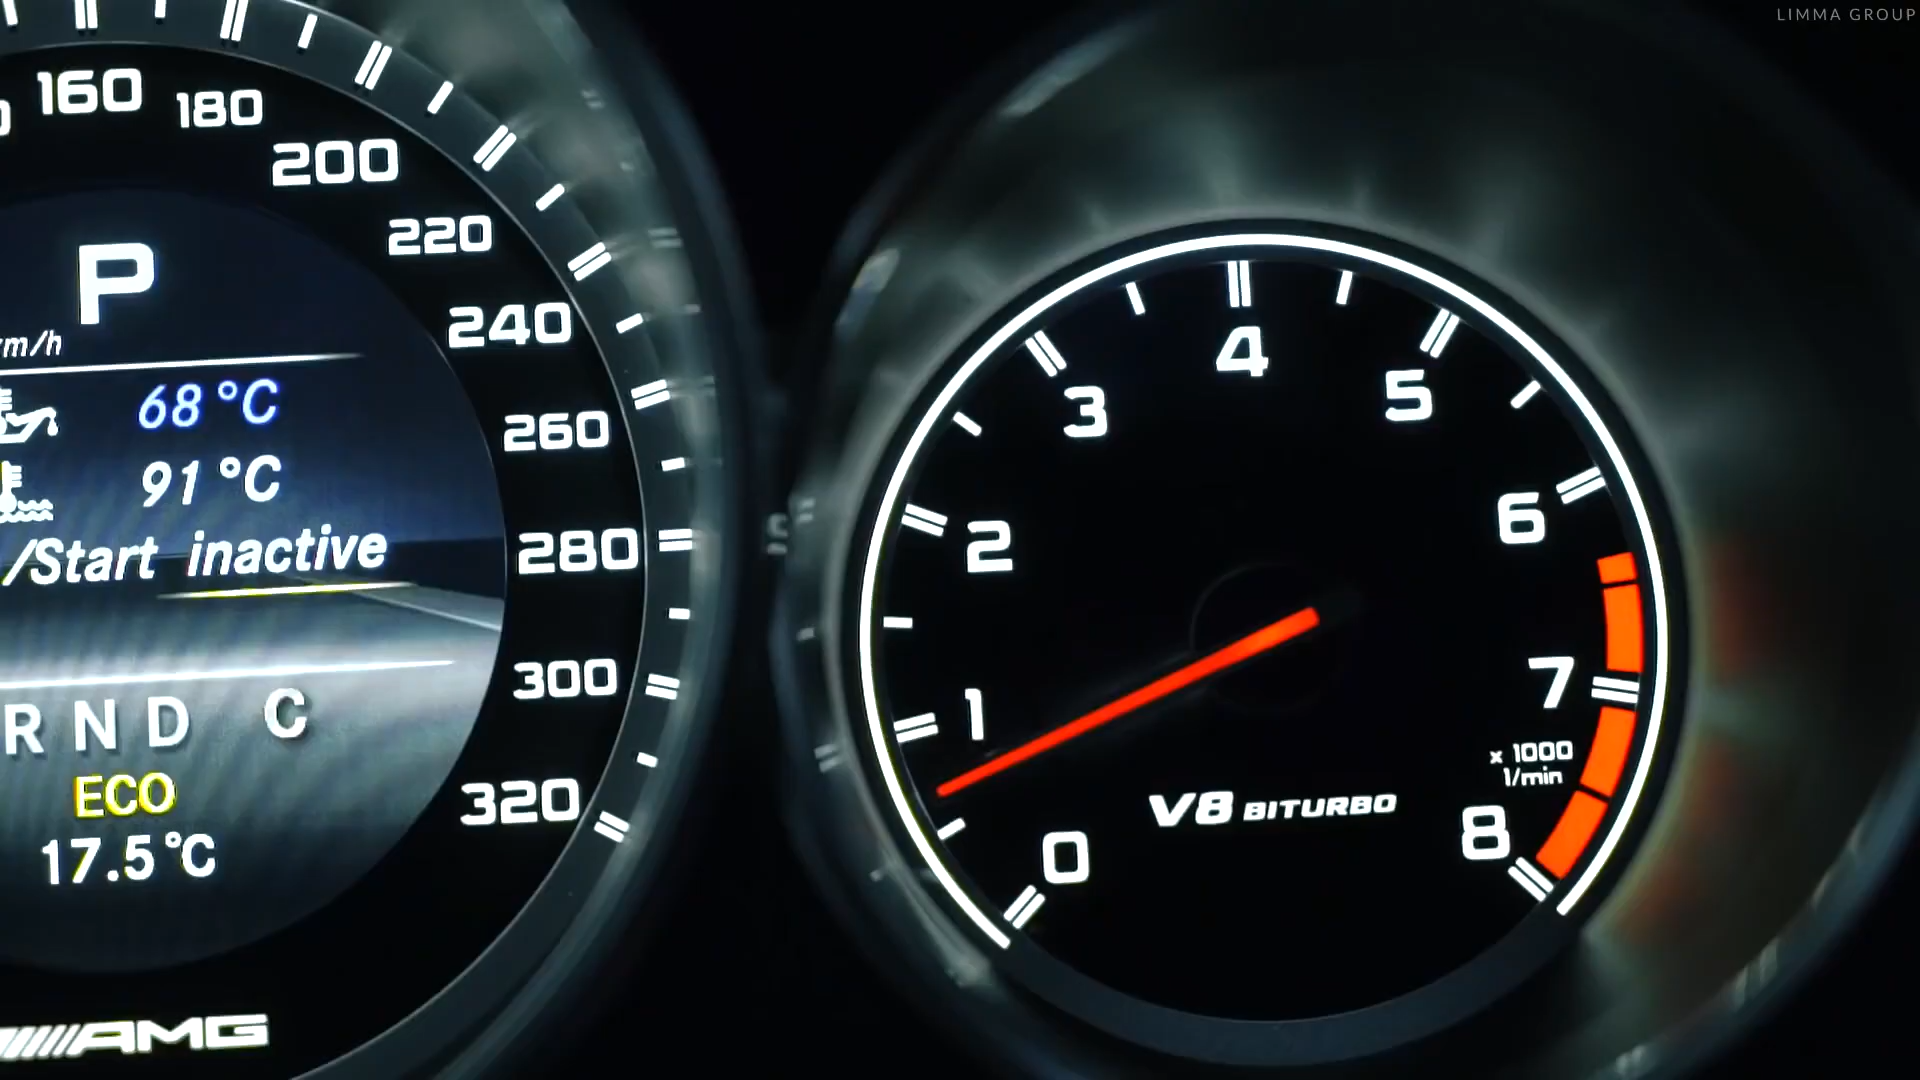 LIMMA GROUP
160
180
200
220
240
260
280
300
320
P
km/h
68 °C
91 °C
/Start inactive
R N D C
ECO
17.5 °C
AMG
0
1
2
3
4
5
6
7
8
x 1000
1/min
V8 BITURBO